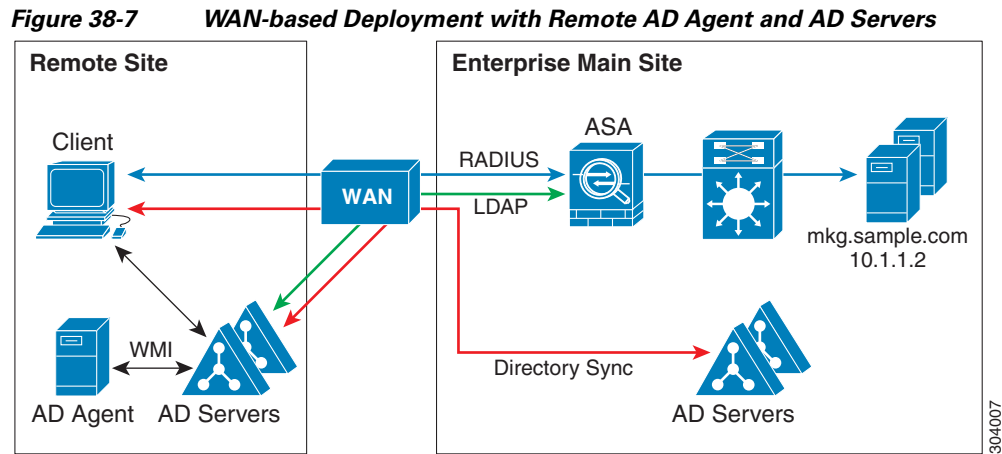 Figure 38-7 WAN-based Deployment with Remote AD Agent and AD Servers
Remote Site
Enterprise Main Site
Client
ASA
RADIUS
WAN
LDAP
mkg.sample.com
10.1.1.2
WMI
Directory Sync
AD Agent
AD Servers
AD Servers
304007